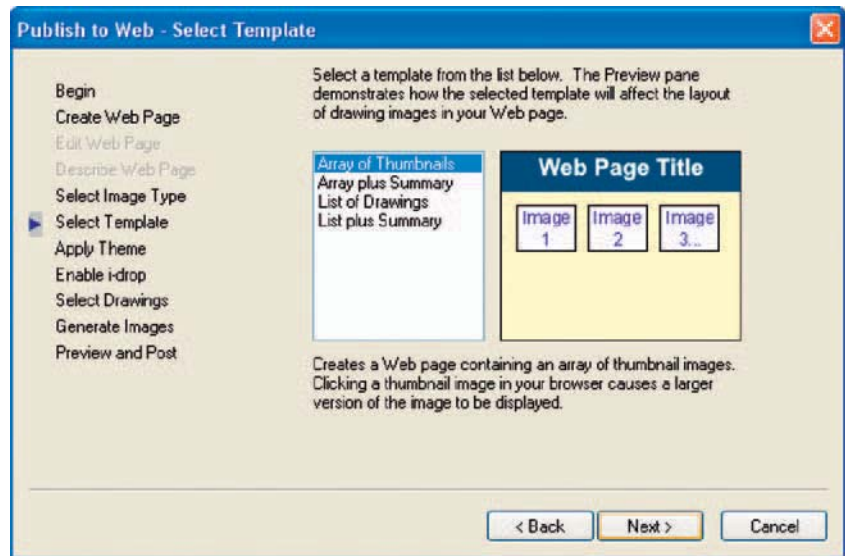 Publish to Web - Select Template
Begin
Create Web Page
Edit Web Page
Describe Web Page
Select Image Type
Select Template
Apply Theme
Enable i-drop
Select Drawings
Generate Images
Preview and Post
Select a template from the list below. The Preview pane
demonstrates how the selected template will affect the layout
of drawing images in your Web page.
Array of Thumbnails
Array plus Summary
List of Drawings
List plus Summary
Web Page Title
Image
1
Image
2
Image
3...
Creates a Web page containing an array of thumbnail images.
Clicking a thumbnail image in your browser causes a larger
version of the image to be displayed.
< Back
Next >
Cancel